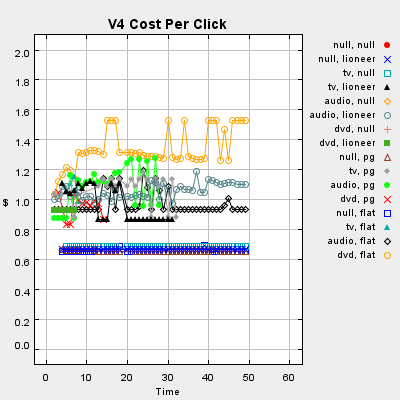 V4 Cost Per Click
2.0
1.8
1.6
1.4
1.2
1.0
0.8
0.6
0.4
0.2
0.0
$
0 10 20 30 40 50 60
Time
null, null
null, lioneer
tv, null
tv, lioneer
audio, null
audio, lioneer
dvd, null
dvd, lioneer
null, pg
tv, pg
audio, pg
dvd, pg
null, flat
tv, flat
audio, flat
dvd, flat